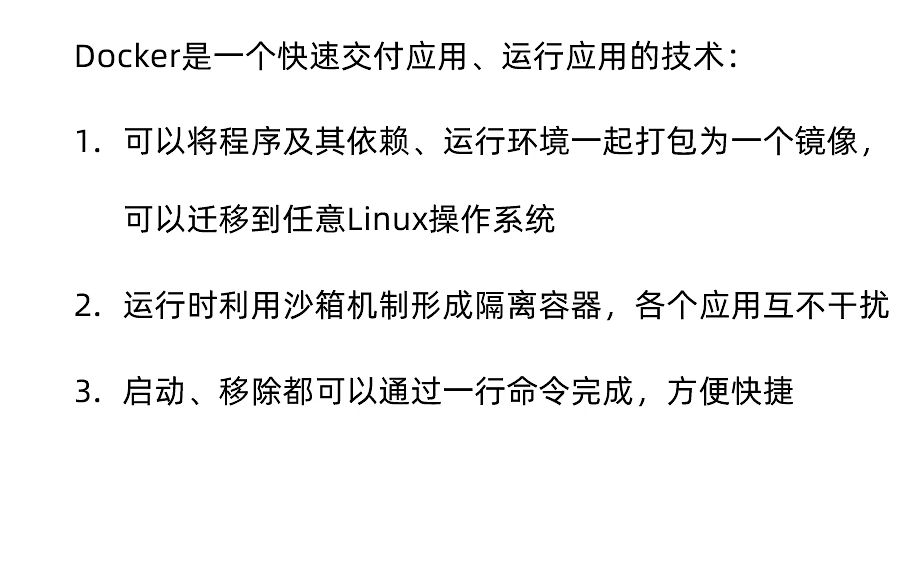 Docker是一个快速交付应用、运行应用的技术：
1. 可以将程序及其依赖、运行环境一起打包为一个镜像，
可以迁移到任意Linux操作系统
2. 运行时利用沙箱机制形成隔离容器，各个应用互不干扰
3. 启动、移除都可以通过一行命令完成，方便快捷